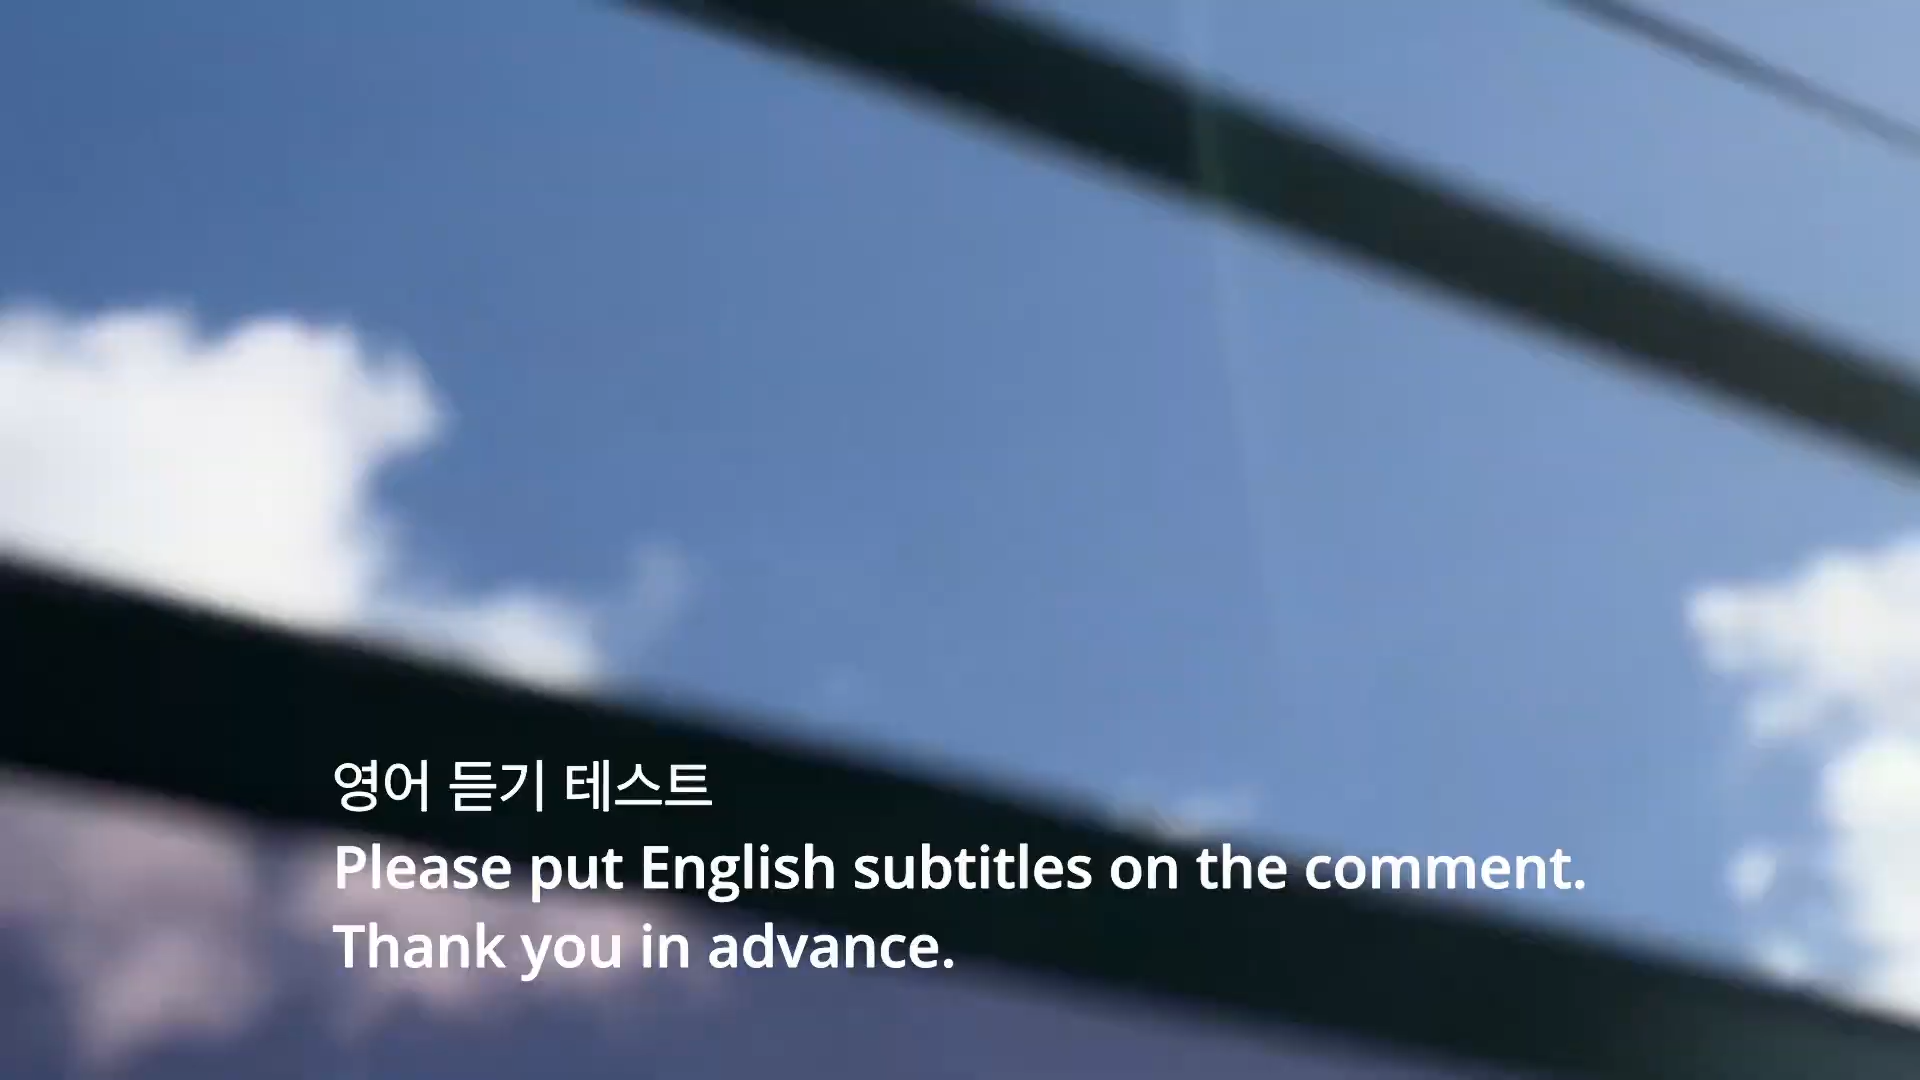 영어 듣기 테스트
Please put English subtitles on the comment.
Thank you in advance.